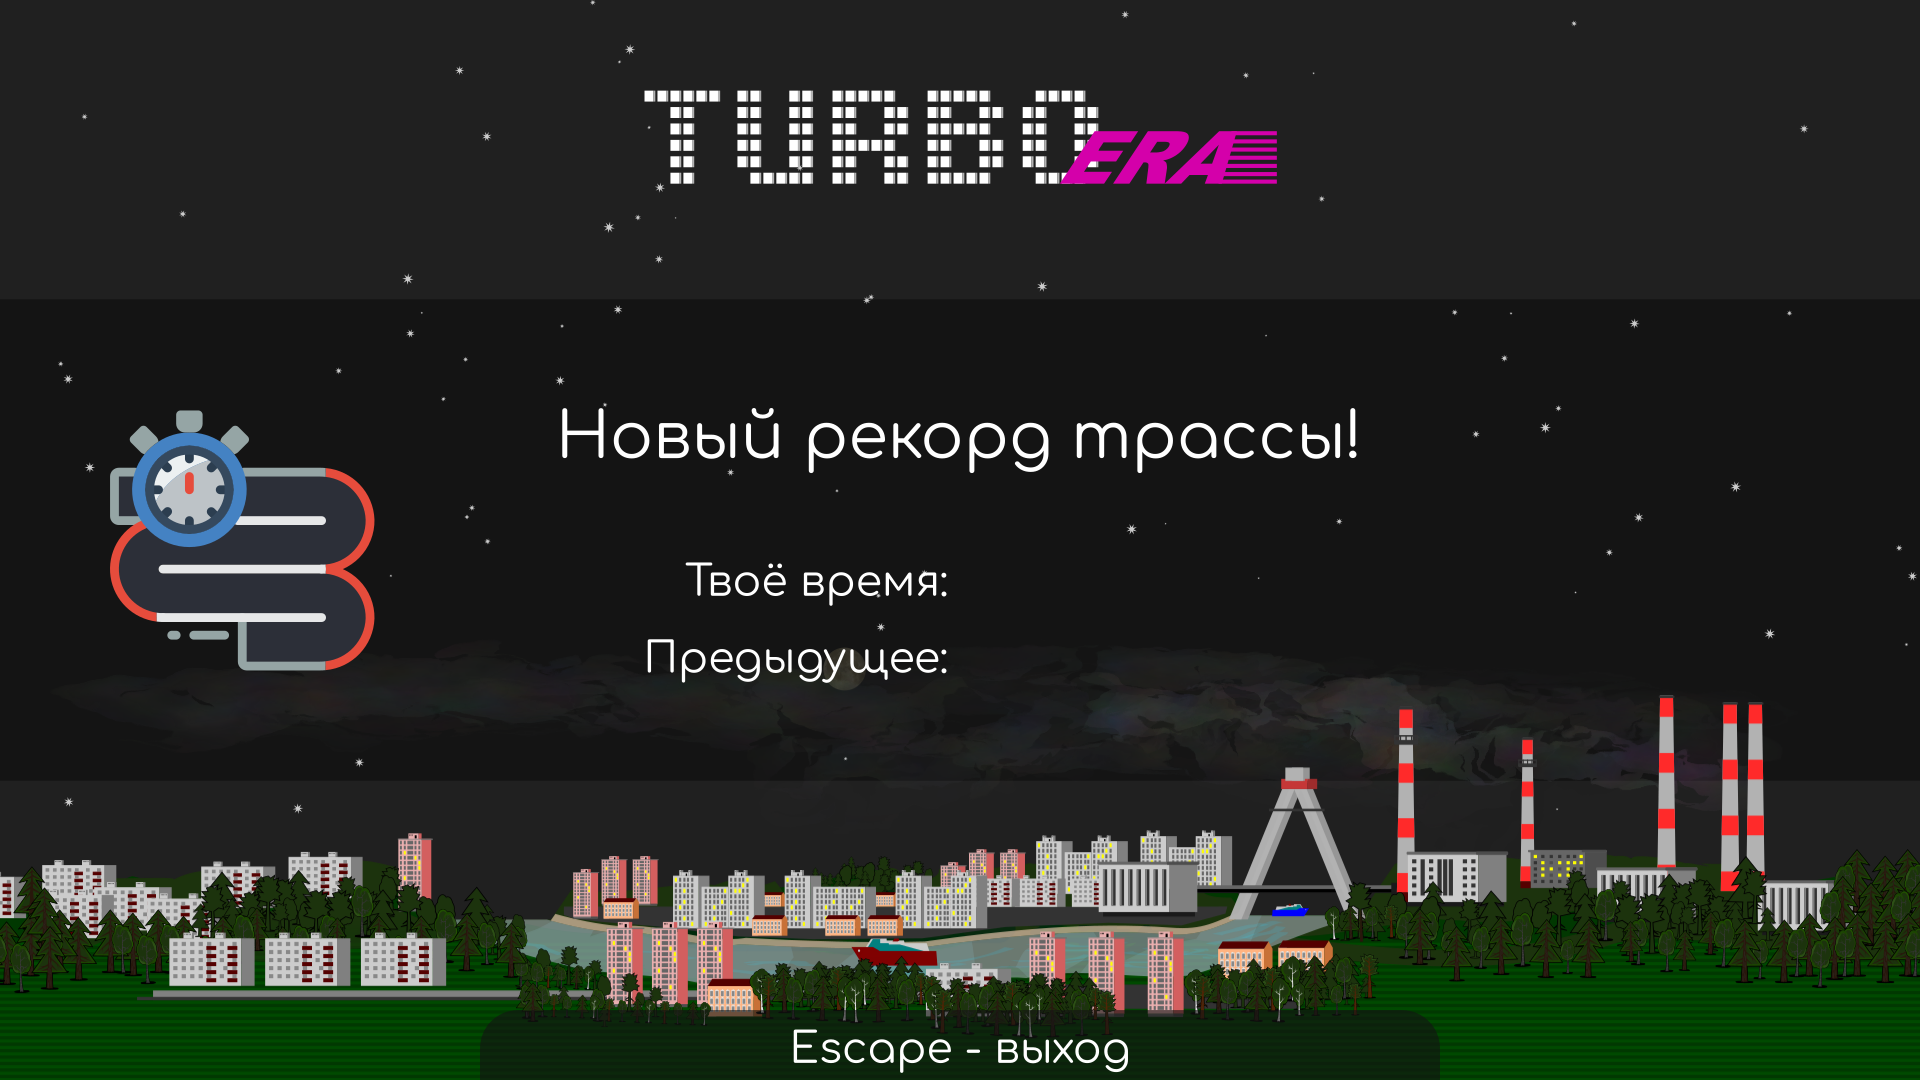 TURBO
ERA
Новый рекорд трассы!
Твоё время:
Предыдущее:
Escape - выход